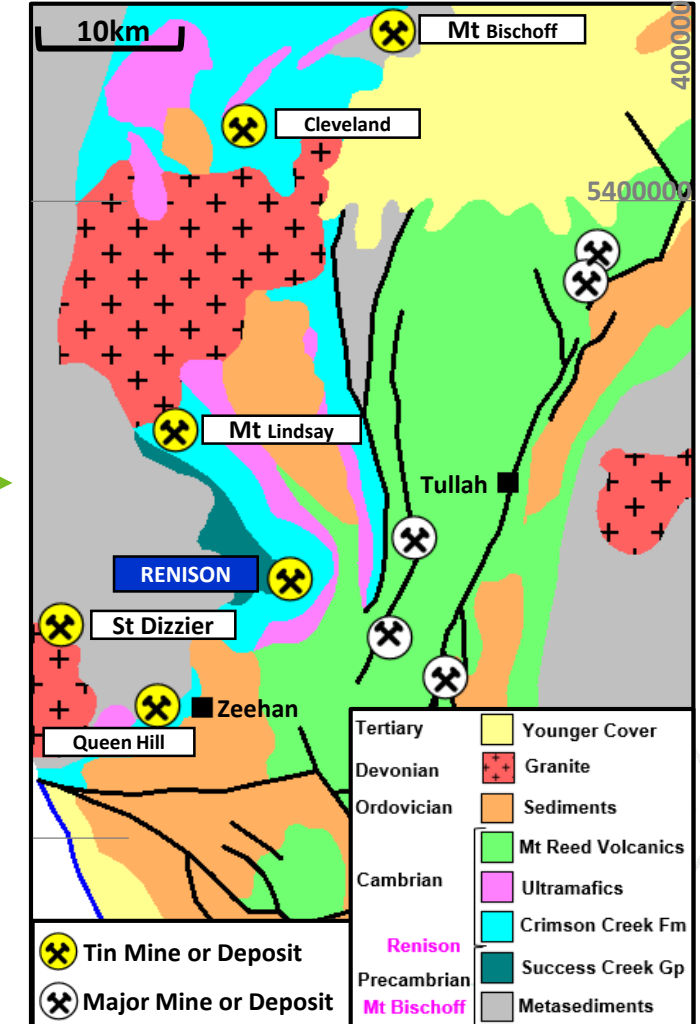 10km
Mt Bischoff
400000
Cleveland
5400000
Mt Lindsay
Tullah
RENISON
St Dizzier
Zeehan
Queen Hill
Tertiary Younger Cover
Devonian Granite
Ordovician Sediments
Mt Reed Volcanics
Cambrian Ultramafics
Crimson Creek Fm
Renison
Success Creek Gp
Precambrian
Mt Bischoff Metasediments
Tin Mine or Deposit
Major Mine or Deposit